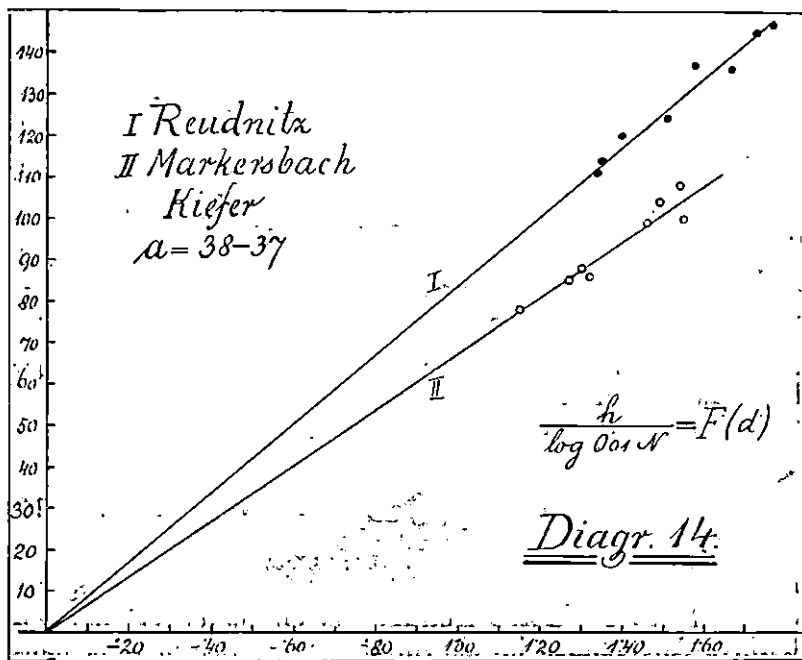 140
130
120
110
100
90
80
70
60
50
40
30
20
10
I Reudnitz
II Markersbach
Kiefer
a = 38-37
I
II
h
log 0·01 N = F(d)
Diagr. 14.
20 40 60 80 100 120 140 160